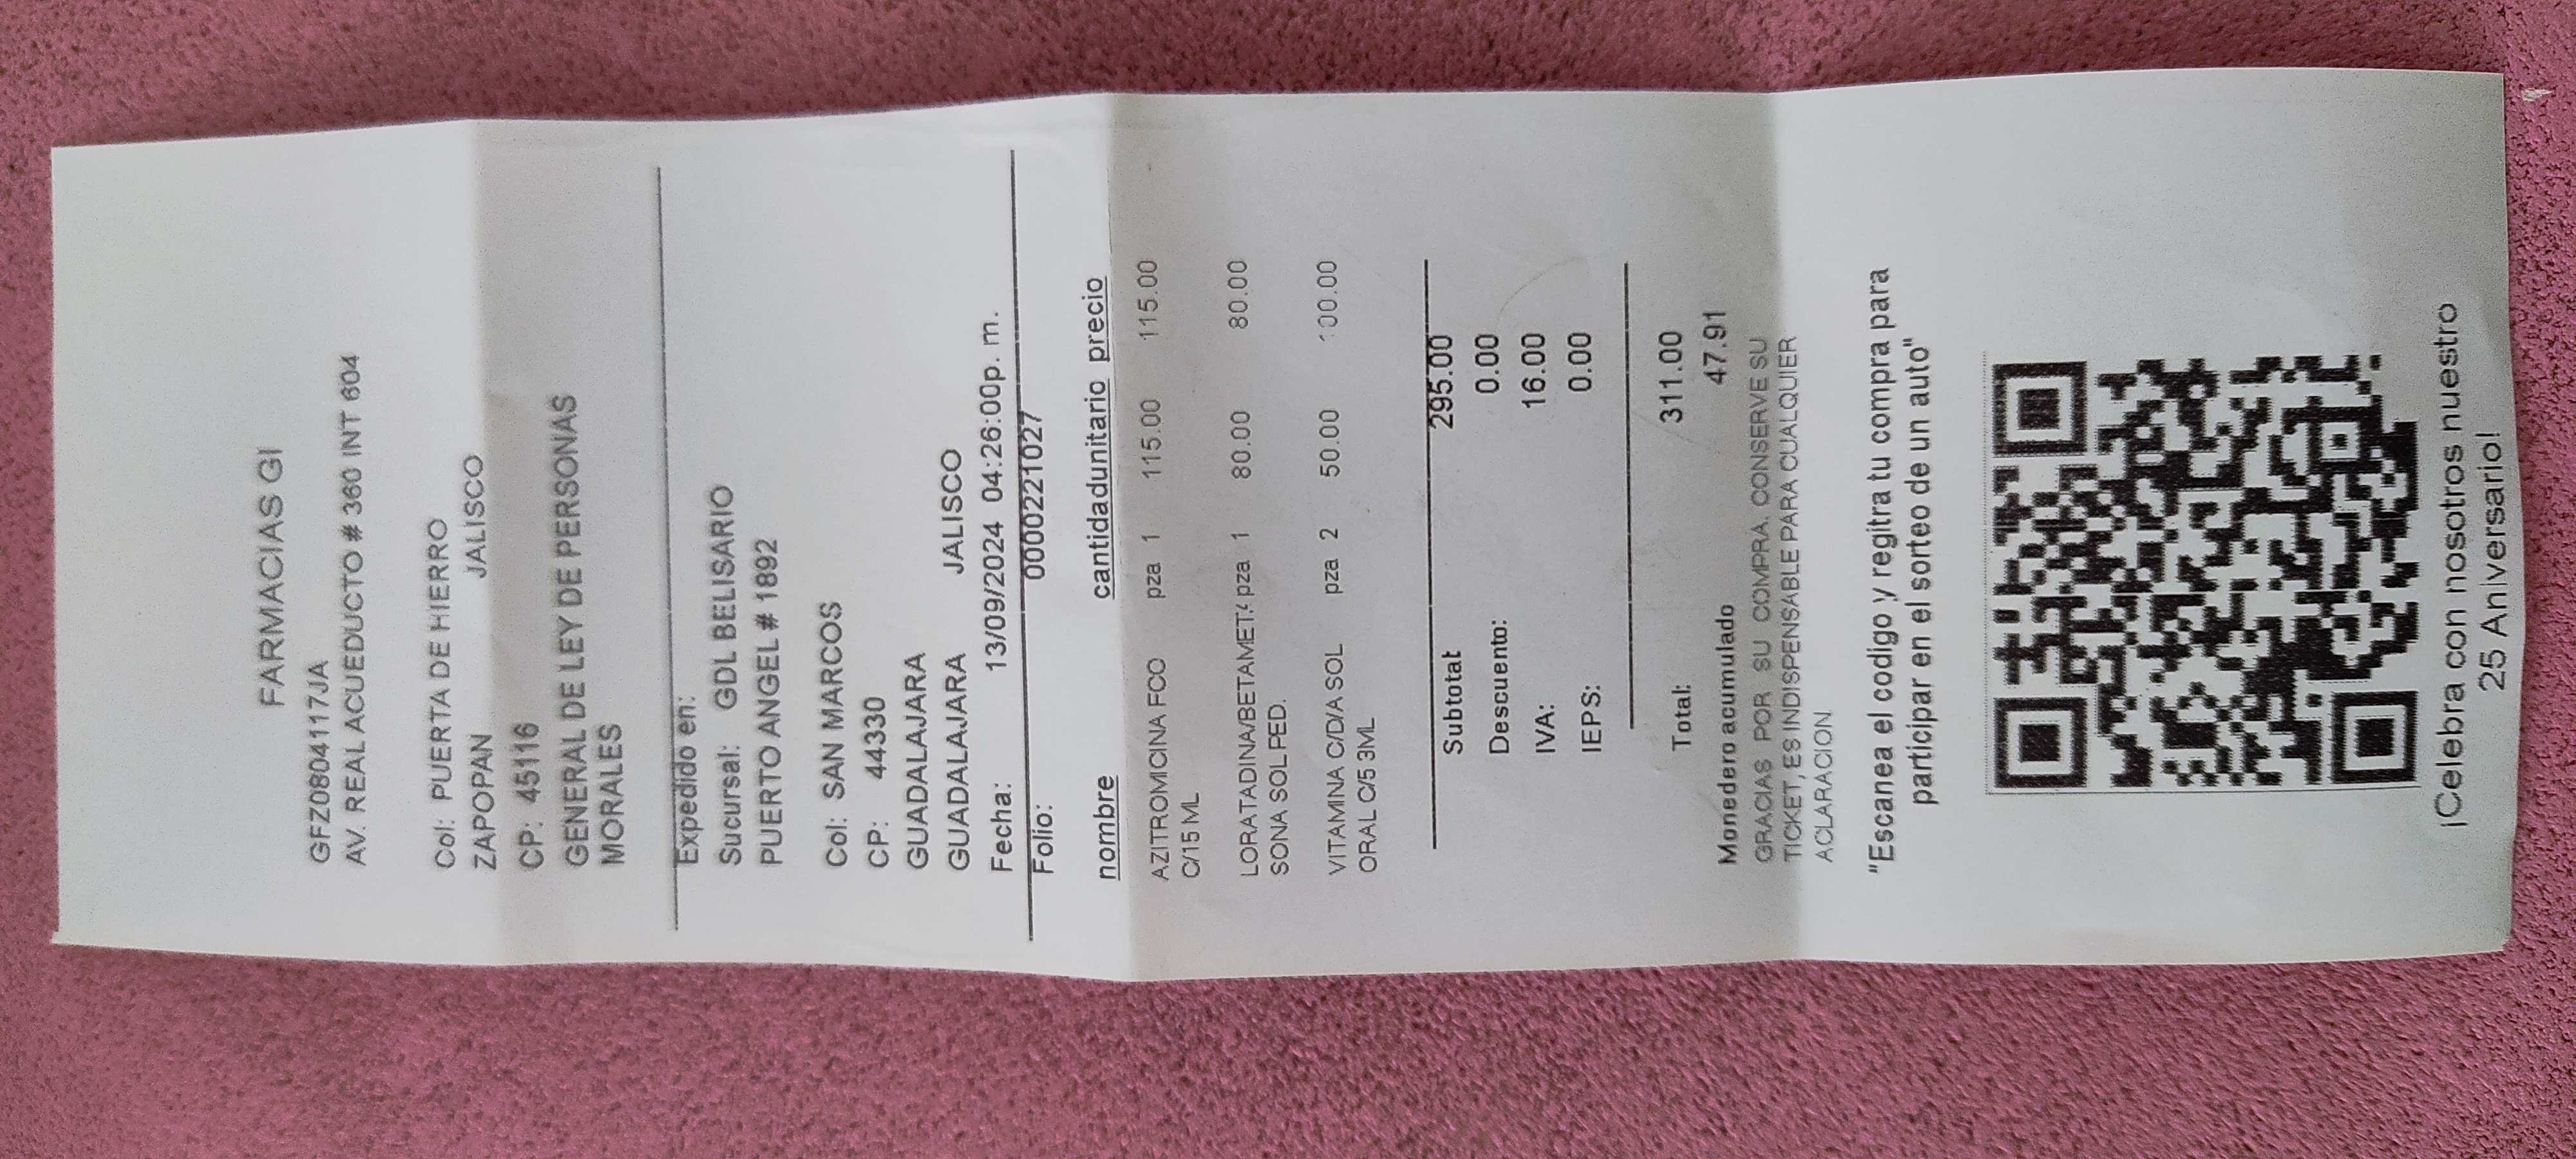 FARMACIAS GI
GFZ0804117JA
AV. REAL ACUEDUCTO # 360 INT 604
Col: PUERTA DE HIERRO
ZAPOPAN JALISCO
CP: 45116
GENERAL DE LEY DE PERSONAS
MORALES
Expedido en:
Sucursal: GDL BELISARIO
PUERTO ANGEL # 1892
Col: SAN MARCOS
CP: 44330
GUADALAJARA
GUADALAJARA JALISCO
Fecha: 13/09/2024 04:26:00p. m.
Folio: 0000221027
nombre cantidadunitario precio
AZITROMICINA FCO pza 1 115.00 115.00
C/15 ML
LORATADINA/BETAMET/ pza 1 80.00 80.00
SONA SOL PED.
VITAMINA C/D/A SOL pza 2 50.00 100.00
ORAL C/5 3ML
Subtotat 295.00
Descuento: 0.00
IVA: 16.00
IEPS: 0.00
Total: 311.00
Monedero acumulado 47.91
GRACIAS POR SU COMPRA, CONSERVE SU
TICKET, ES INDISPENSABLE PARA CUALQUIER
ACLARACION
"Escanea el codigo y regitra tu compra para
participar en el sorteo de un auto"
¡Celebra con nosotros nuestro
25 Aniversario!